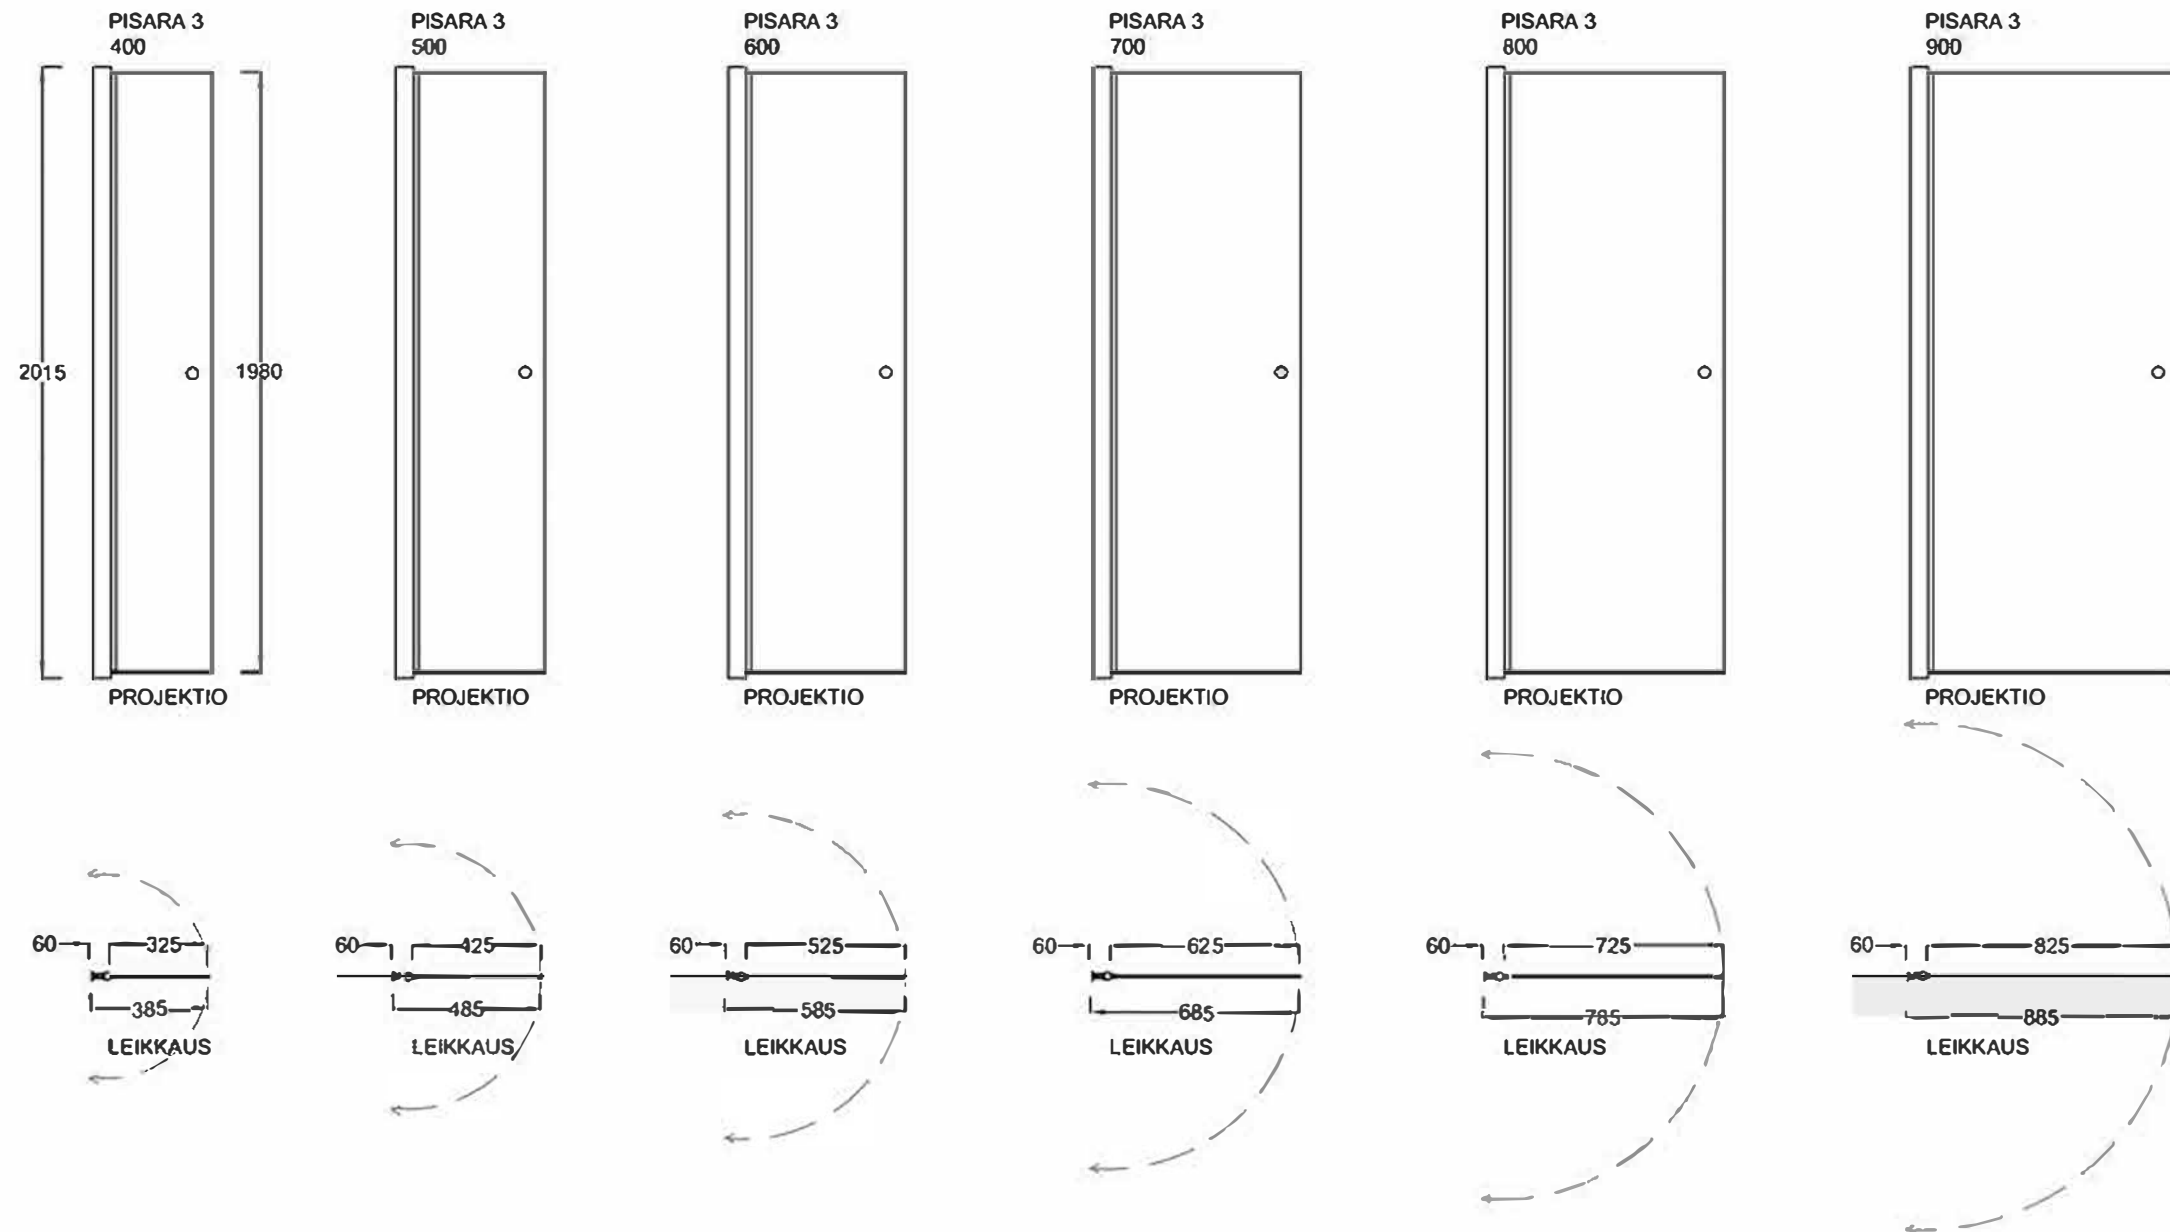 PISARA 3
400
PISARA 3
500
PISARA 3
600
PISARA 3
700
PISARA 3
800
PISARA 3
900
2015
1980
PROJEKTIO
PROJEKTIO
PROJEKTIO
PROJEKTIO
PROJEKTIO
PROJEKTIO
60 325
60 425
60 525
60 625
60 725
60 825
385
485
585
685
785
885
LEIKKAUS
LEIKKAUS
LEIKKAUS
LEIKKAUS
LEIKKAUS
LEIKKAUS